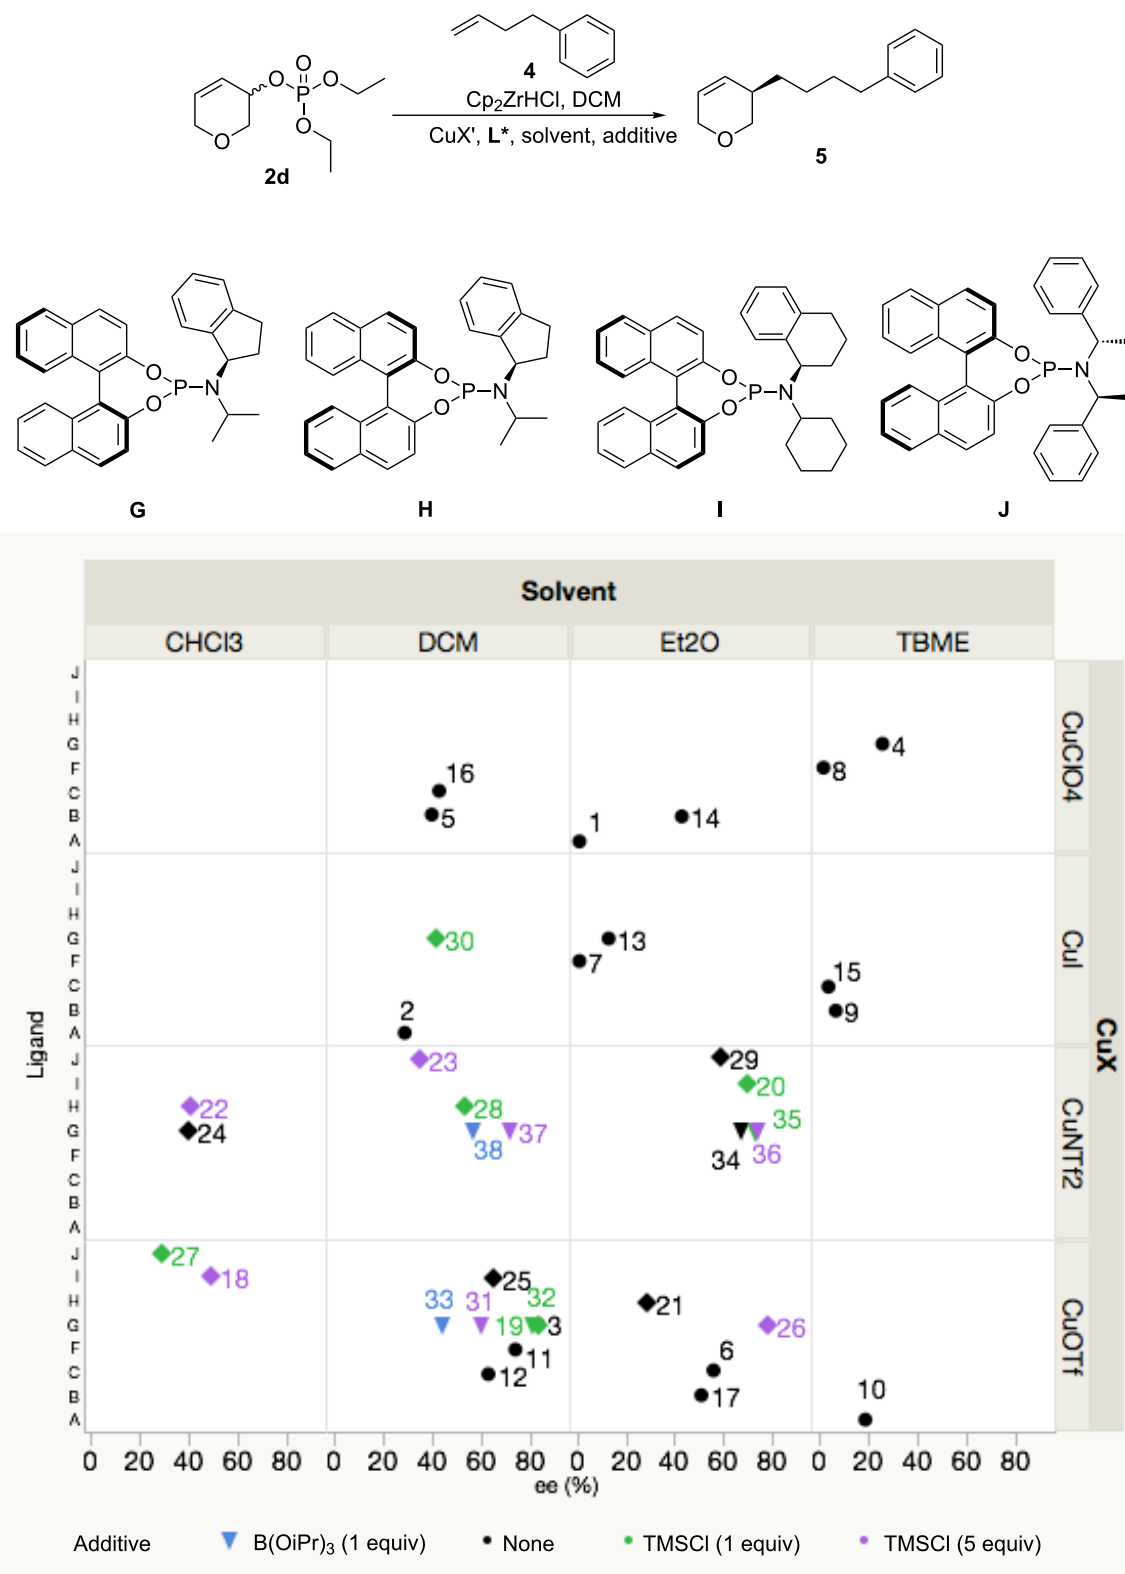 4
Cp2ZrHCl, DCM
CuX', L*, solvent, additive
O
O
P
O
O
O
2d
O
5
O
O
P
N
G
O
O
P
N
H
O
O
P
N
I
O
O
P
N
J
Solvent
CHCl3 DCM Et2O TBME
J
I
H
G 4
F 8
16
C
B 5 14
1
A
CuClO4
J
I
H
G 30 13
F 7
15
C
B 9
2
A
CuI
J 23 29
I 20
H 22 28 35
G 24 37
F 38 34 36
C
B
A
CuNTf2
J 27
I 18 25
H 33 31 32 21
G 19 3 26
F 11 6
C 12
B 17 10
A
CuOTf
Ligand
CuX
0 20 40 60 80 0 20 40 60 80 0 20 40 60 80 0 20 40 60 80
ee (%)
Additive B(OiPr)3 (1 equiv) None TMSCl (1 equiv) TMSCl (5 equiv)